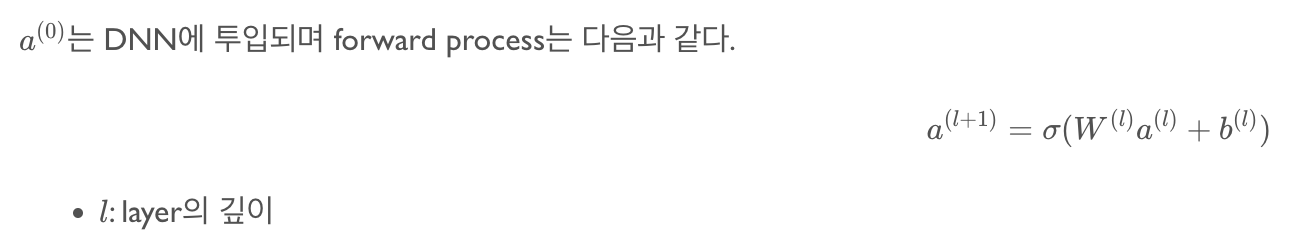 a^{(0)}는 DNN에 투입되며 forward process는 다음과 같다.
a^{(l+1)} = σ(W^{(l)}a^{(l)} + b^{(l)})
• l: layer의 깊이